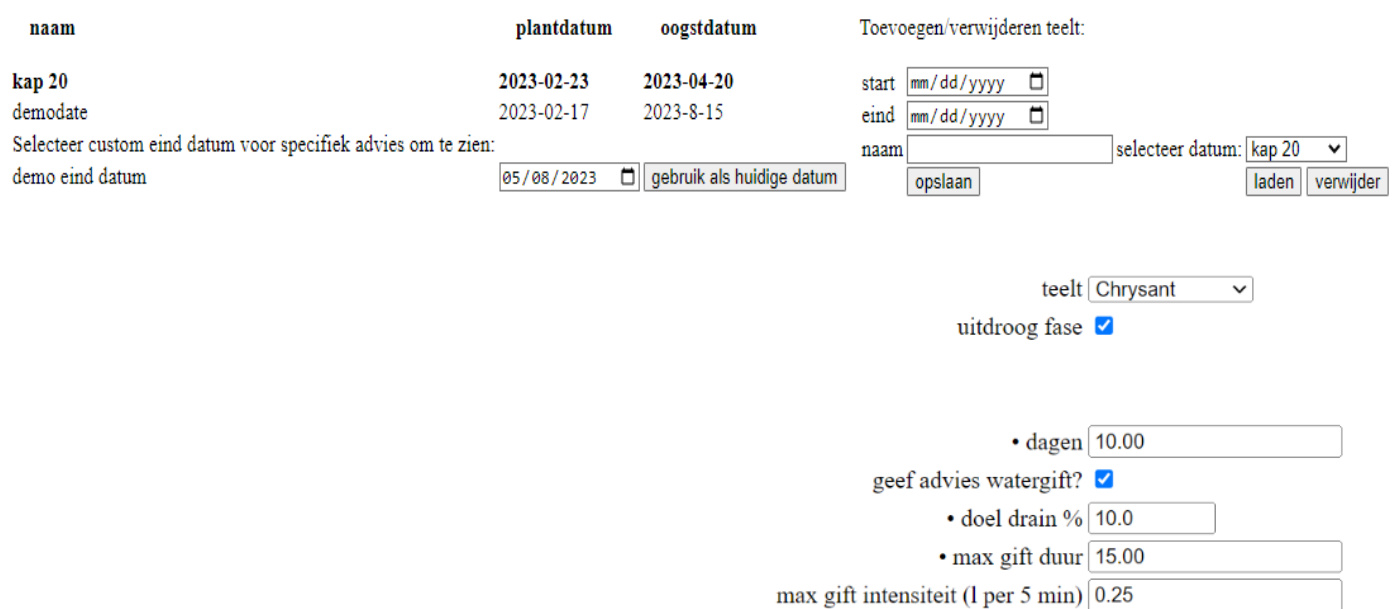 naam plantdatum oogstdatum Toevoegen/verwijderen teelt:
kap 20 2023-02-23 2023-04-20 start mm/dd/yyyy
demodate 2023-02-17 2023-8-15 eind mm/dd/yyyy
Selecteer custom eind datum voor specifiek advies om te zien: naam selecteer datum: kap 20
demo eind datum 05/08/2023 gebruik als huidige datum opslaan laden verwijder
teelt Chrysant
uitdroog fase
• dagen 10.00
geef advies watergift?
• doel drain % 10.0
• max gift duur 15.00
max gift intensiteit (l per 5 min) 0.25